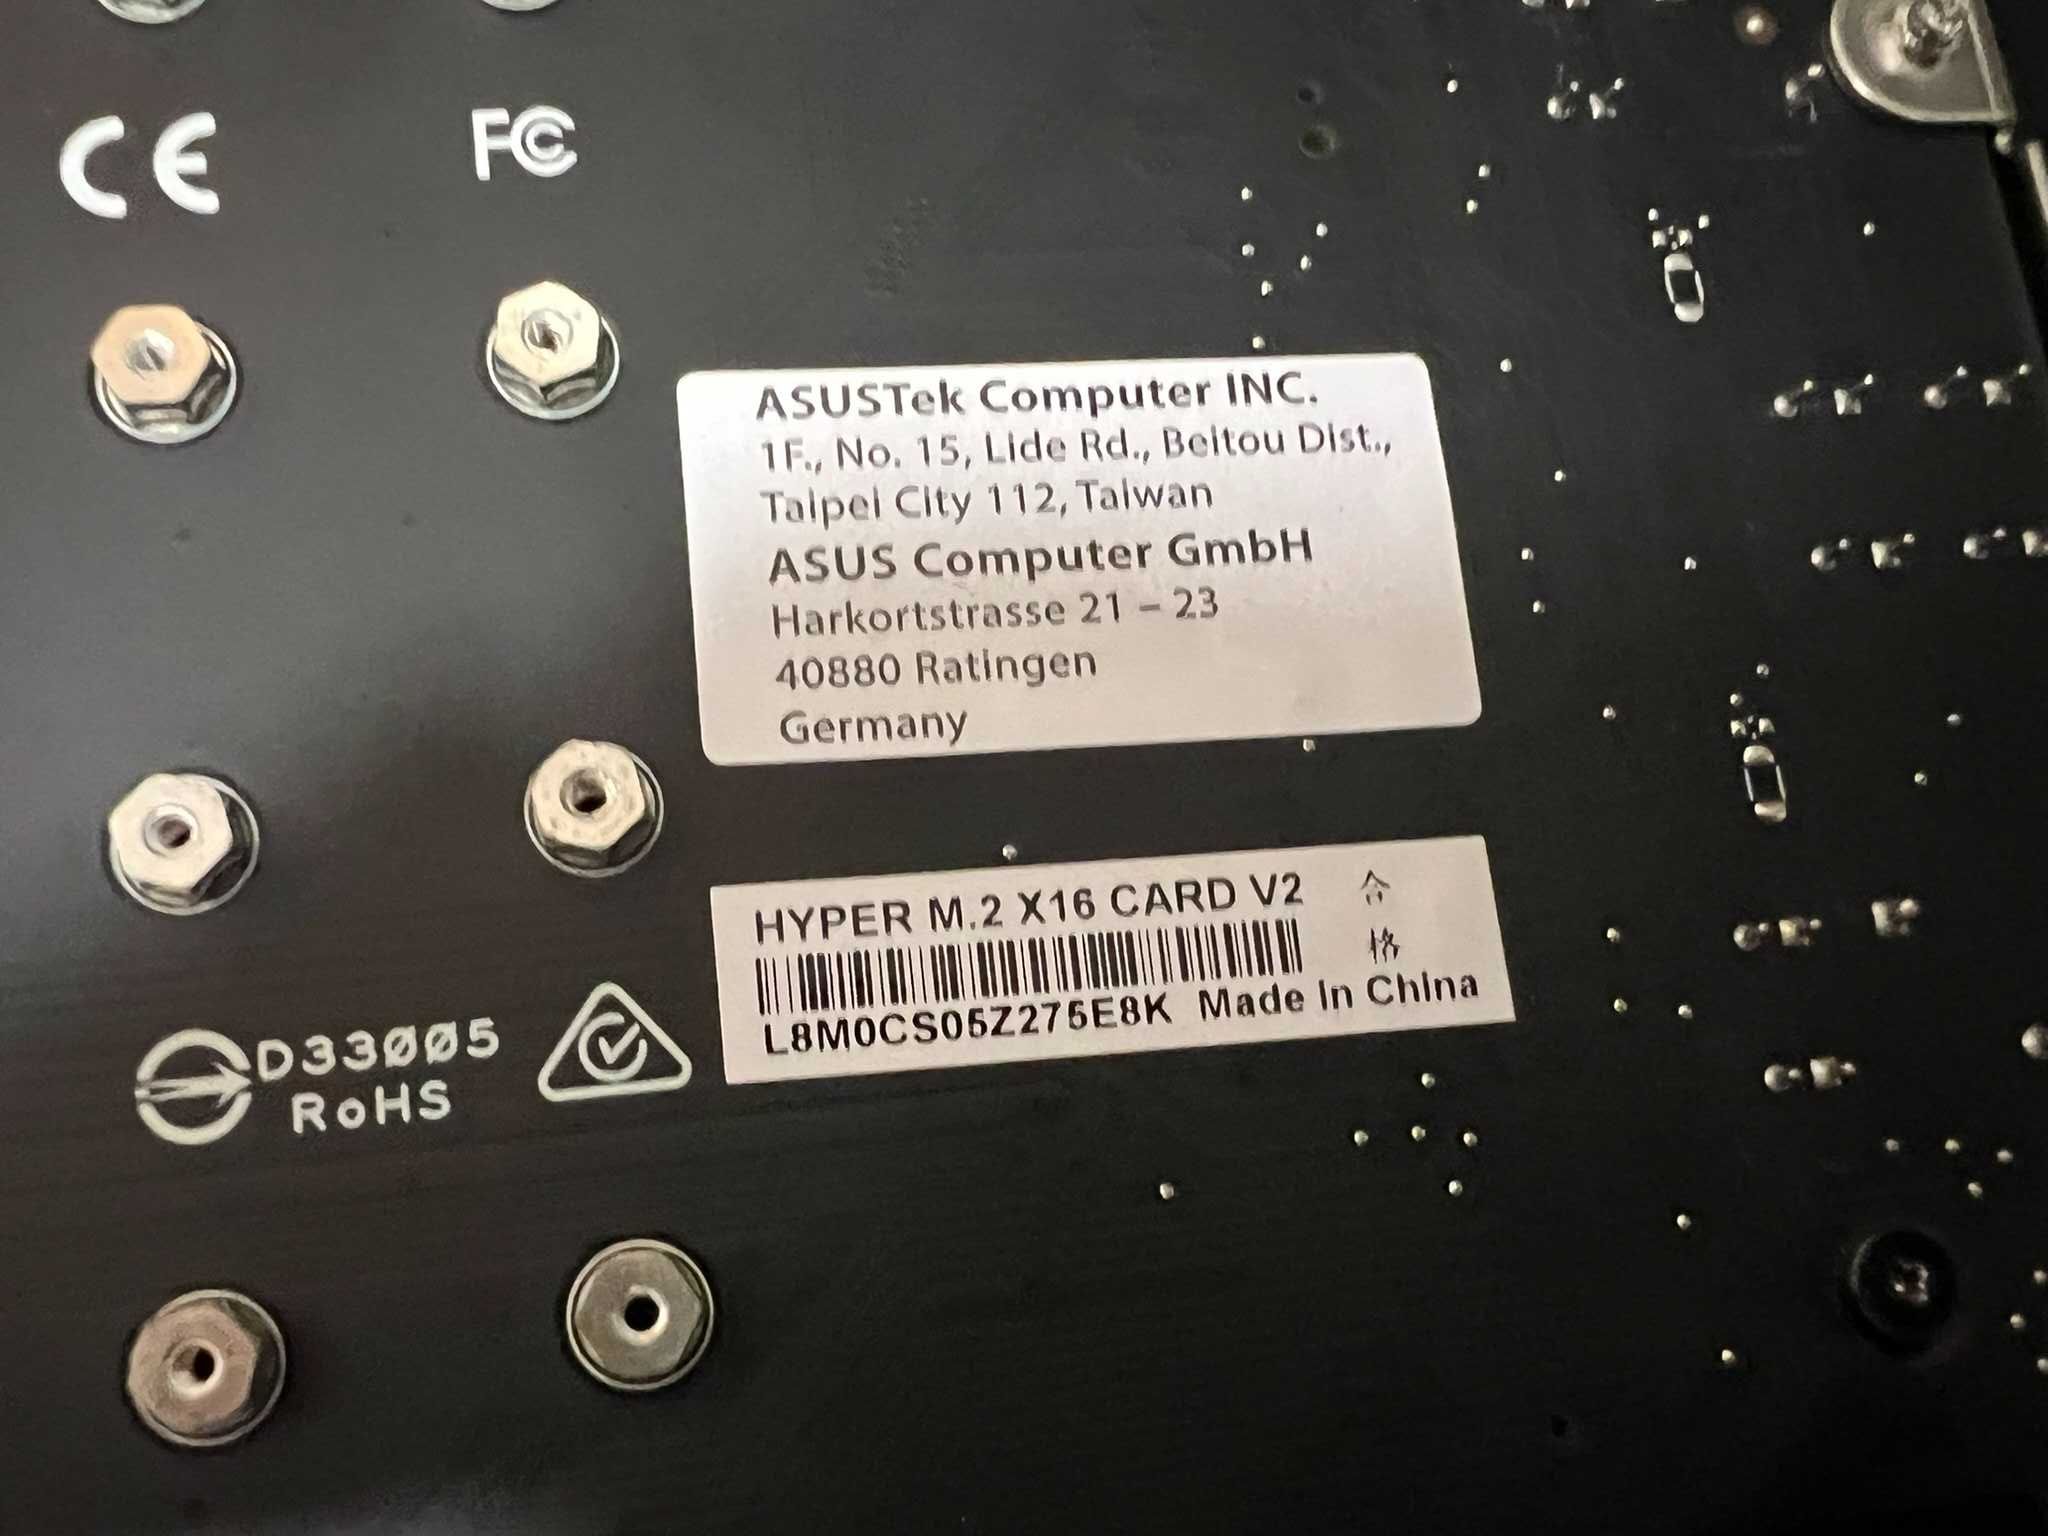 CE
FC
ASUSTek Computer INC.
1F., No. 15, Lide Rd., Beitou Dist.,
Taipei City 112, Taiwan
ASUS Computer GmbH
Harkortstrasse 21 – 23
40880 Ratingen
Germany
HYPER M.2 X16 CARD V2
合
格
L8M0CS05Z275E8K Made In China
D33005
RoHS